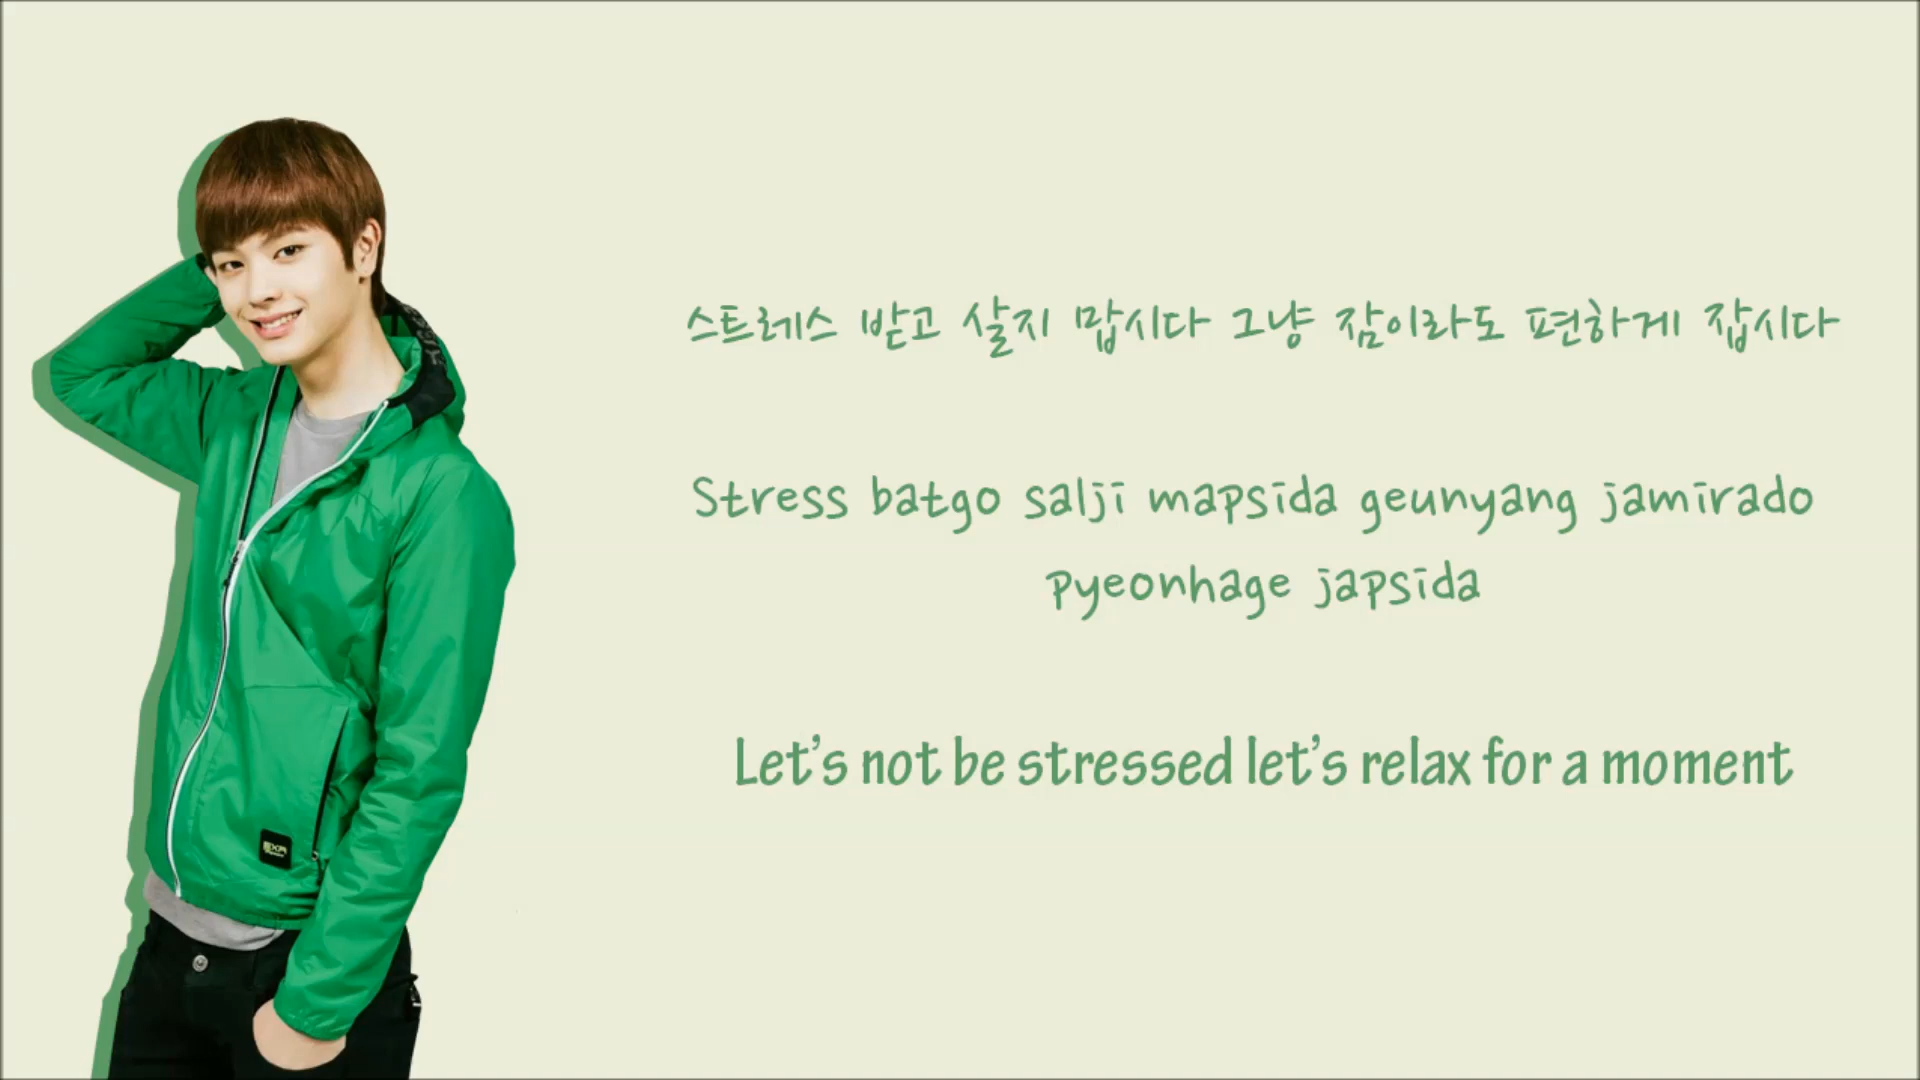 스트레스 받고 살지 맙시다 그냥 잠이라도 편하게 잡시다
Stress batgo salji mapsida geunyang jamirado
pyeonhage japsida
Let's not be stressed let's relax for a moment